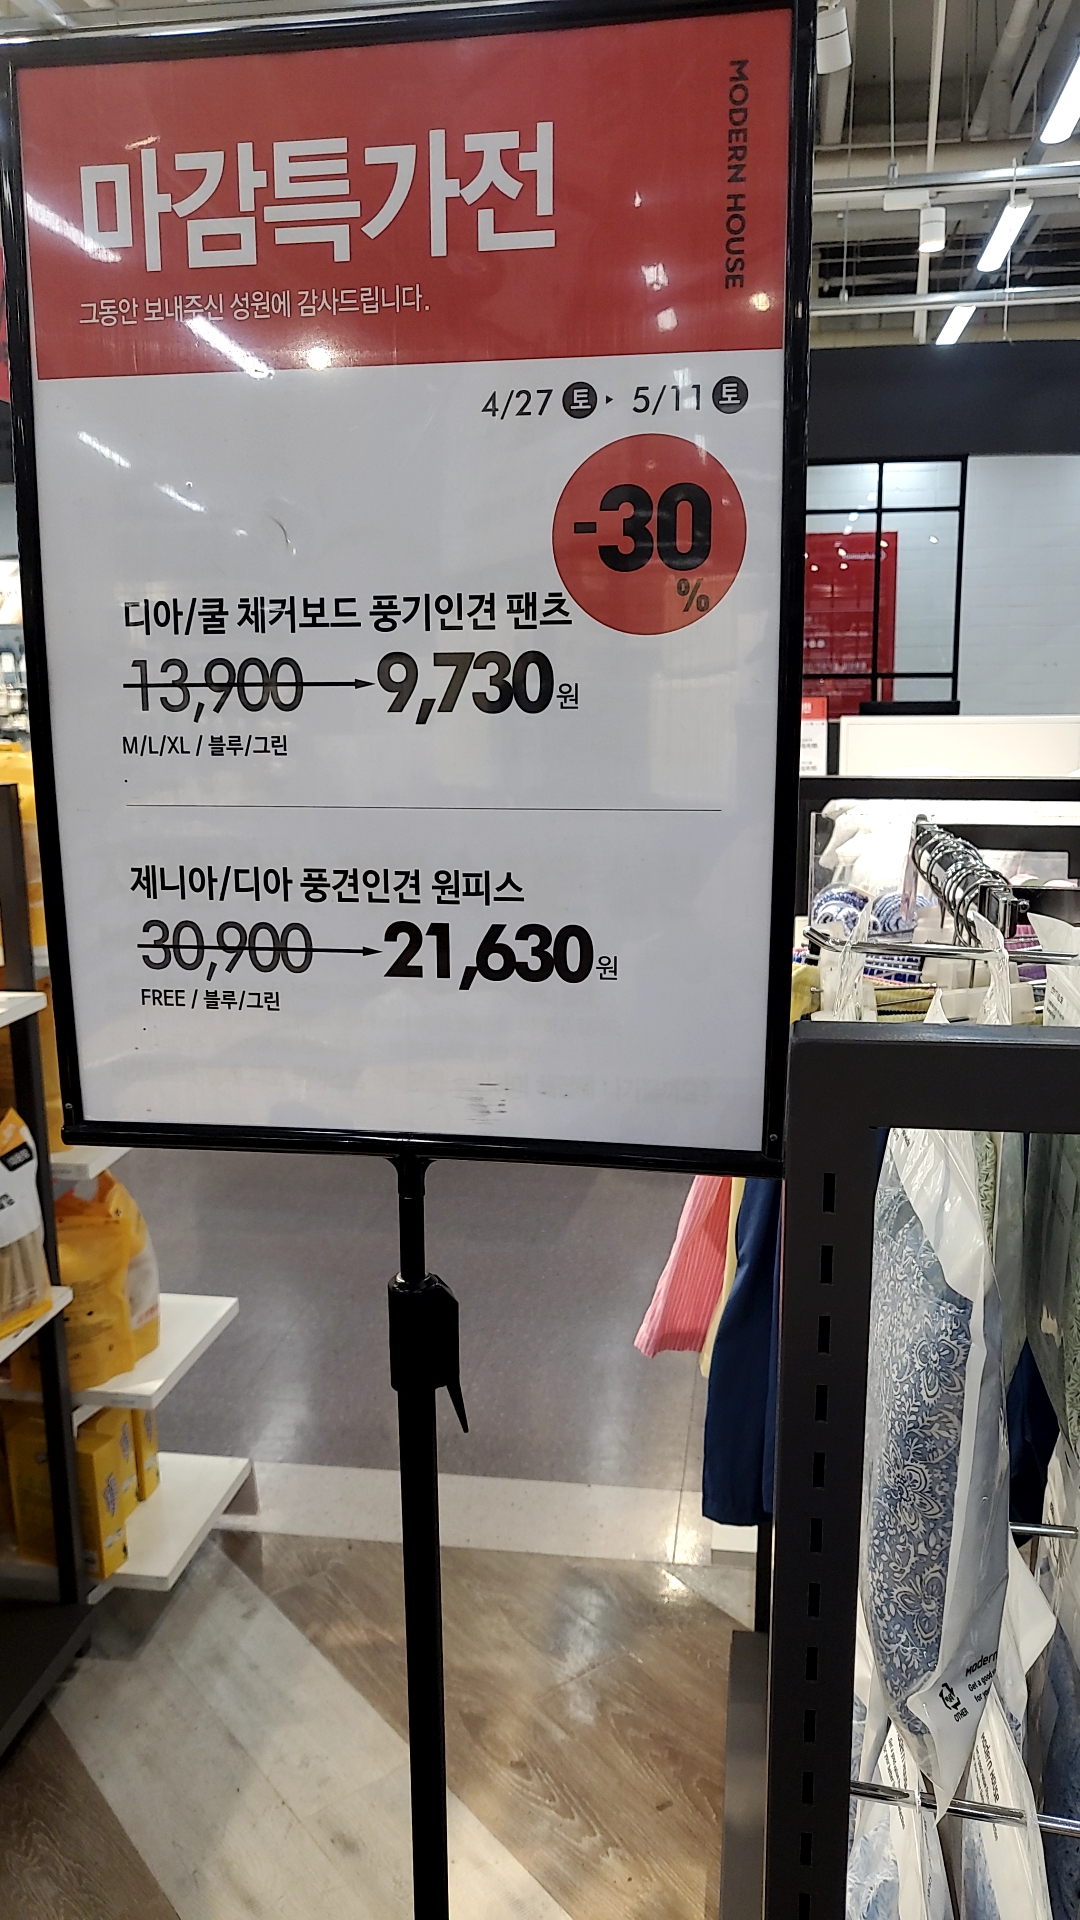 MODERN HOUSE
마감특가전
그동안 보내주신 성원에 감사드립니다.
4/27 토 ▸ 5/11 토
-30
%
디아/쿨 체커보드 풍기인견 팬츠
13,900 → 9,730원
M/L/XL / 블루/그린
제니아/디아 풍견인견 원피스
30,900 → 21,630원
FREE / 블루/그린
Modern
Get a good
OTHER